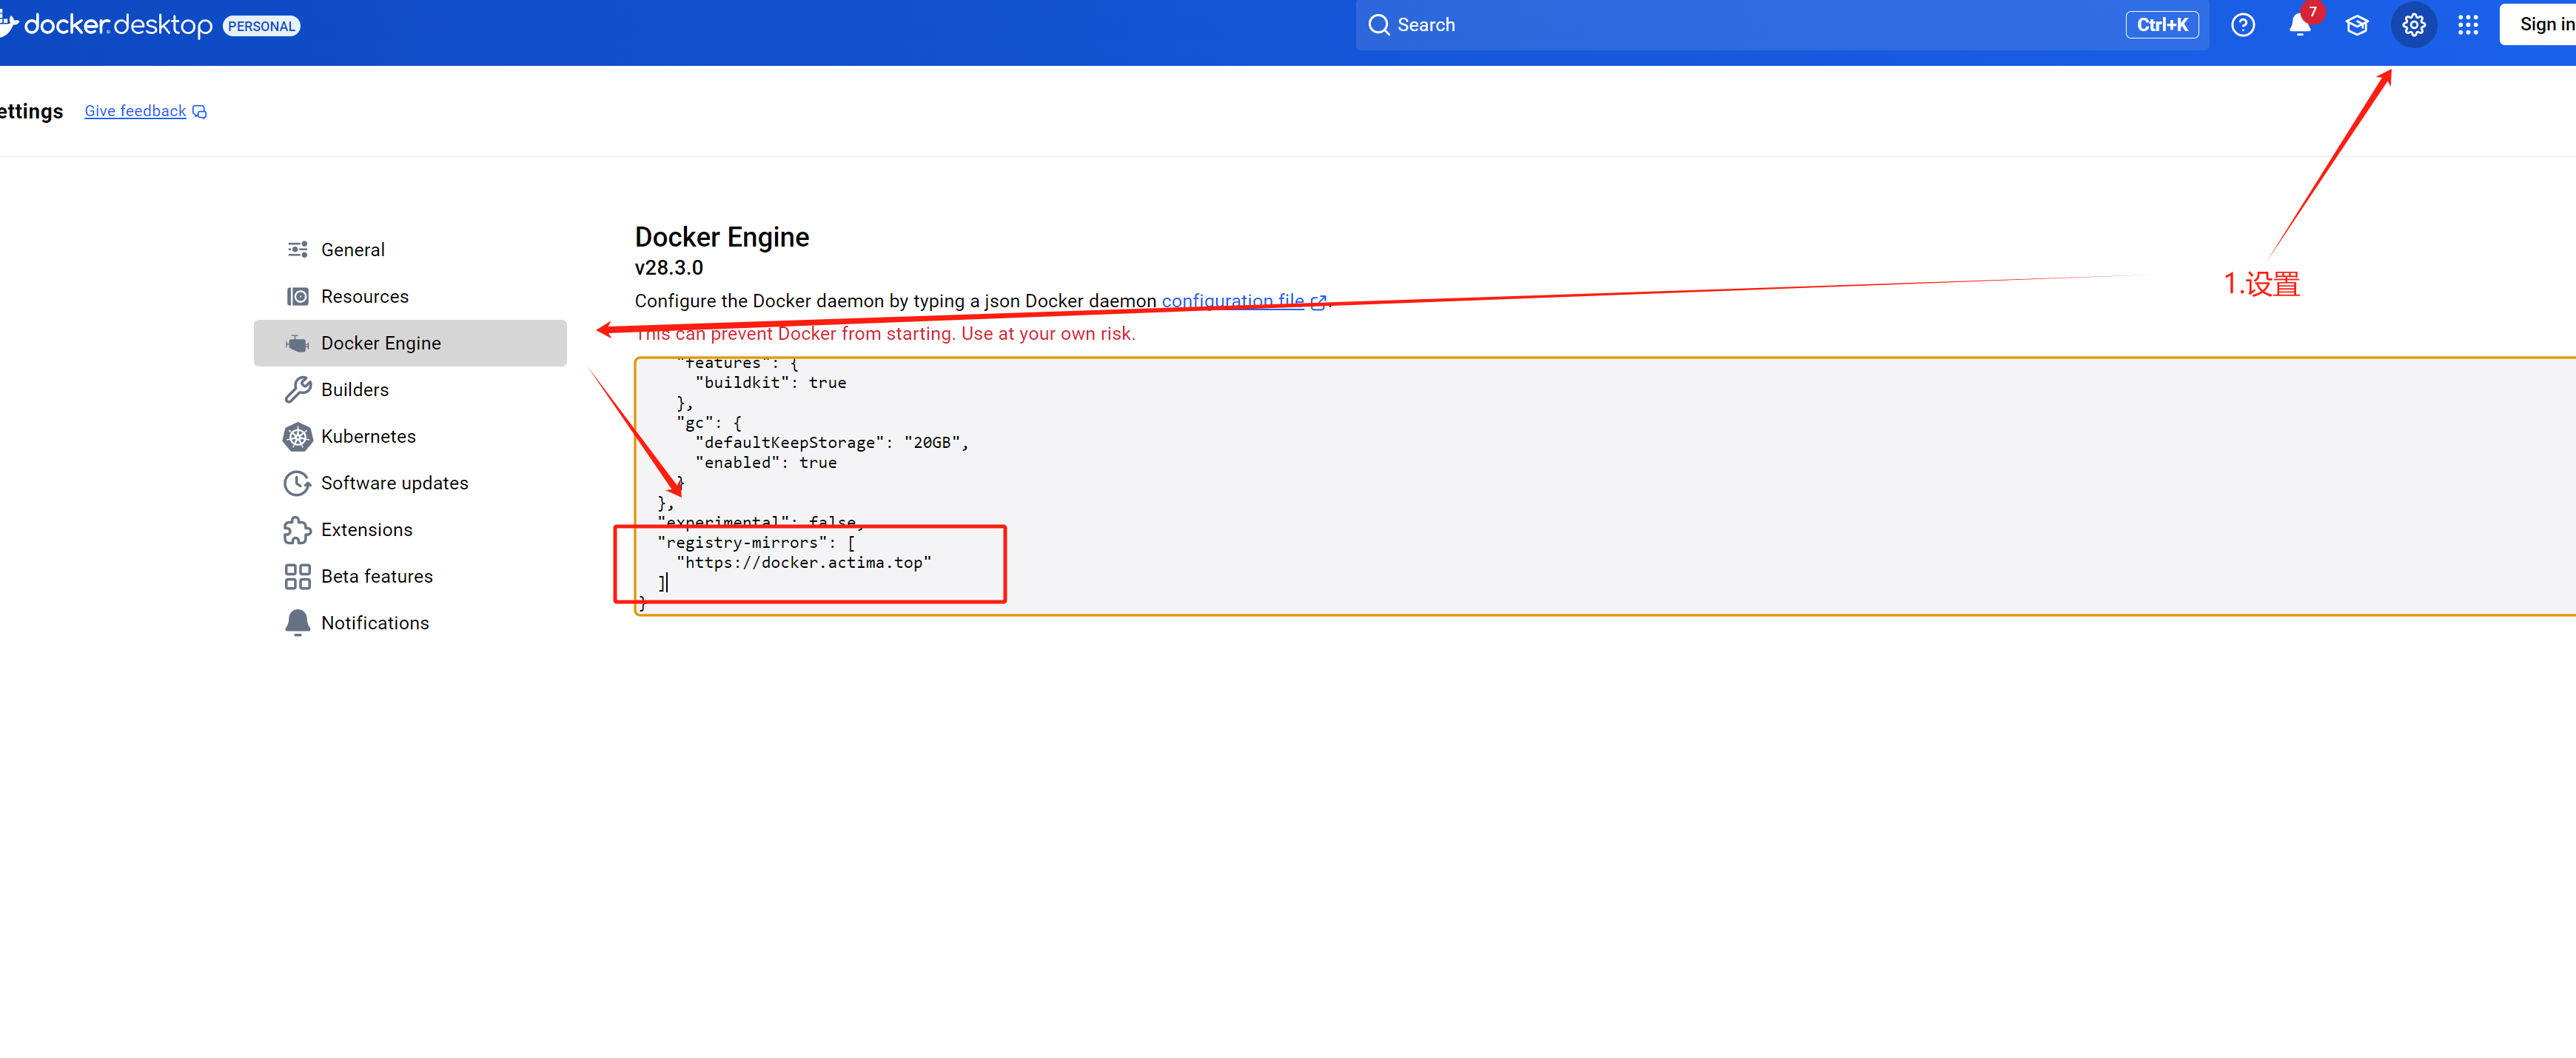 docker.desktop PERSONAL
Search Ctrl+K
7
Sign in
ettings Give feedback
General
Resources
Docker Engine
Builders
Kubernetes
Software updates
Extensions
Beta features
Notifications
Docker Engine
v28.3.0
Configure the Docker daemon by typing a json Docker daemon configuration file.
This can prevent Docker from starting. Use at your own risk.
"features": {
"buildkit": true
},
"gc": {
"defaultKeepStorage": "20GB",
"enabled": true
}
},
"experimental": false,
"registry-mirrors": [
"https://docker.actima.top"
]
}
1.设置